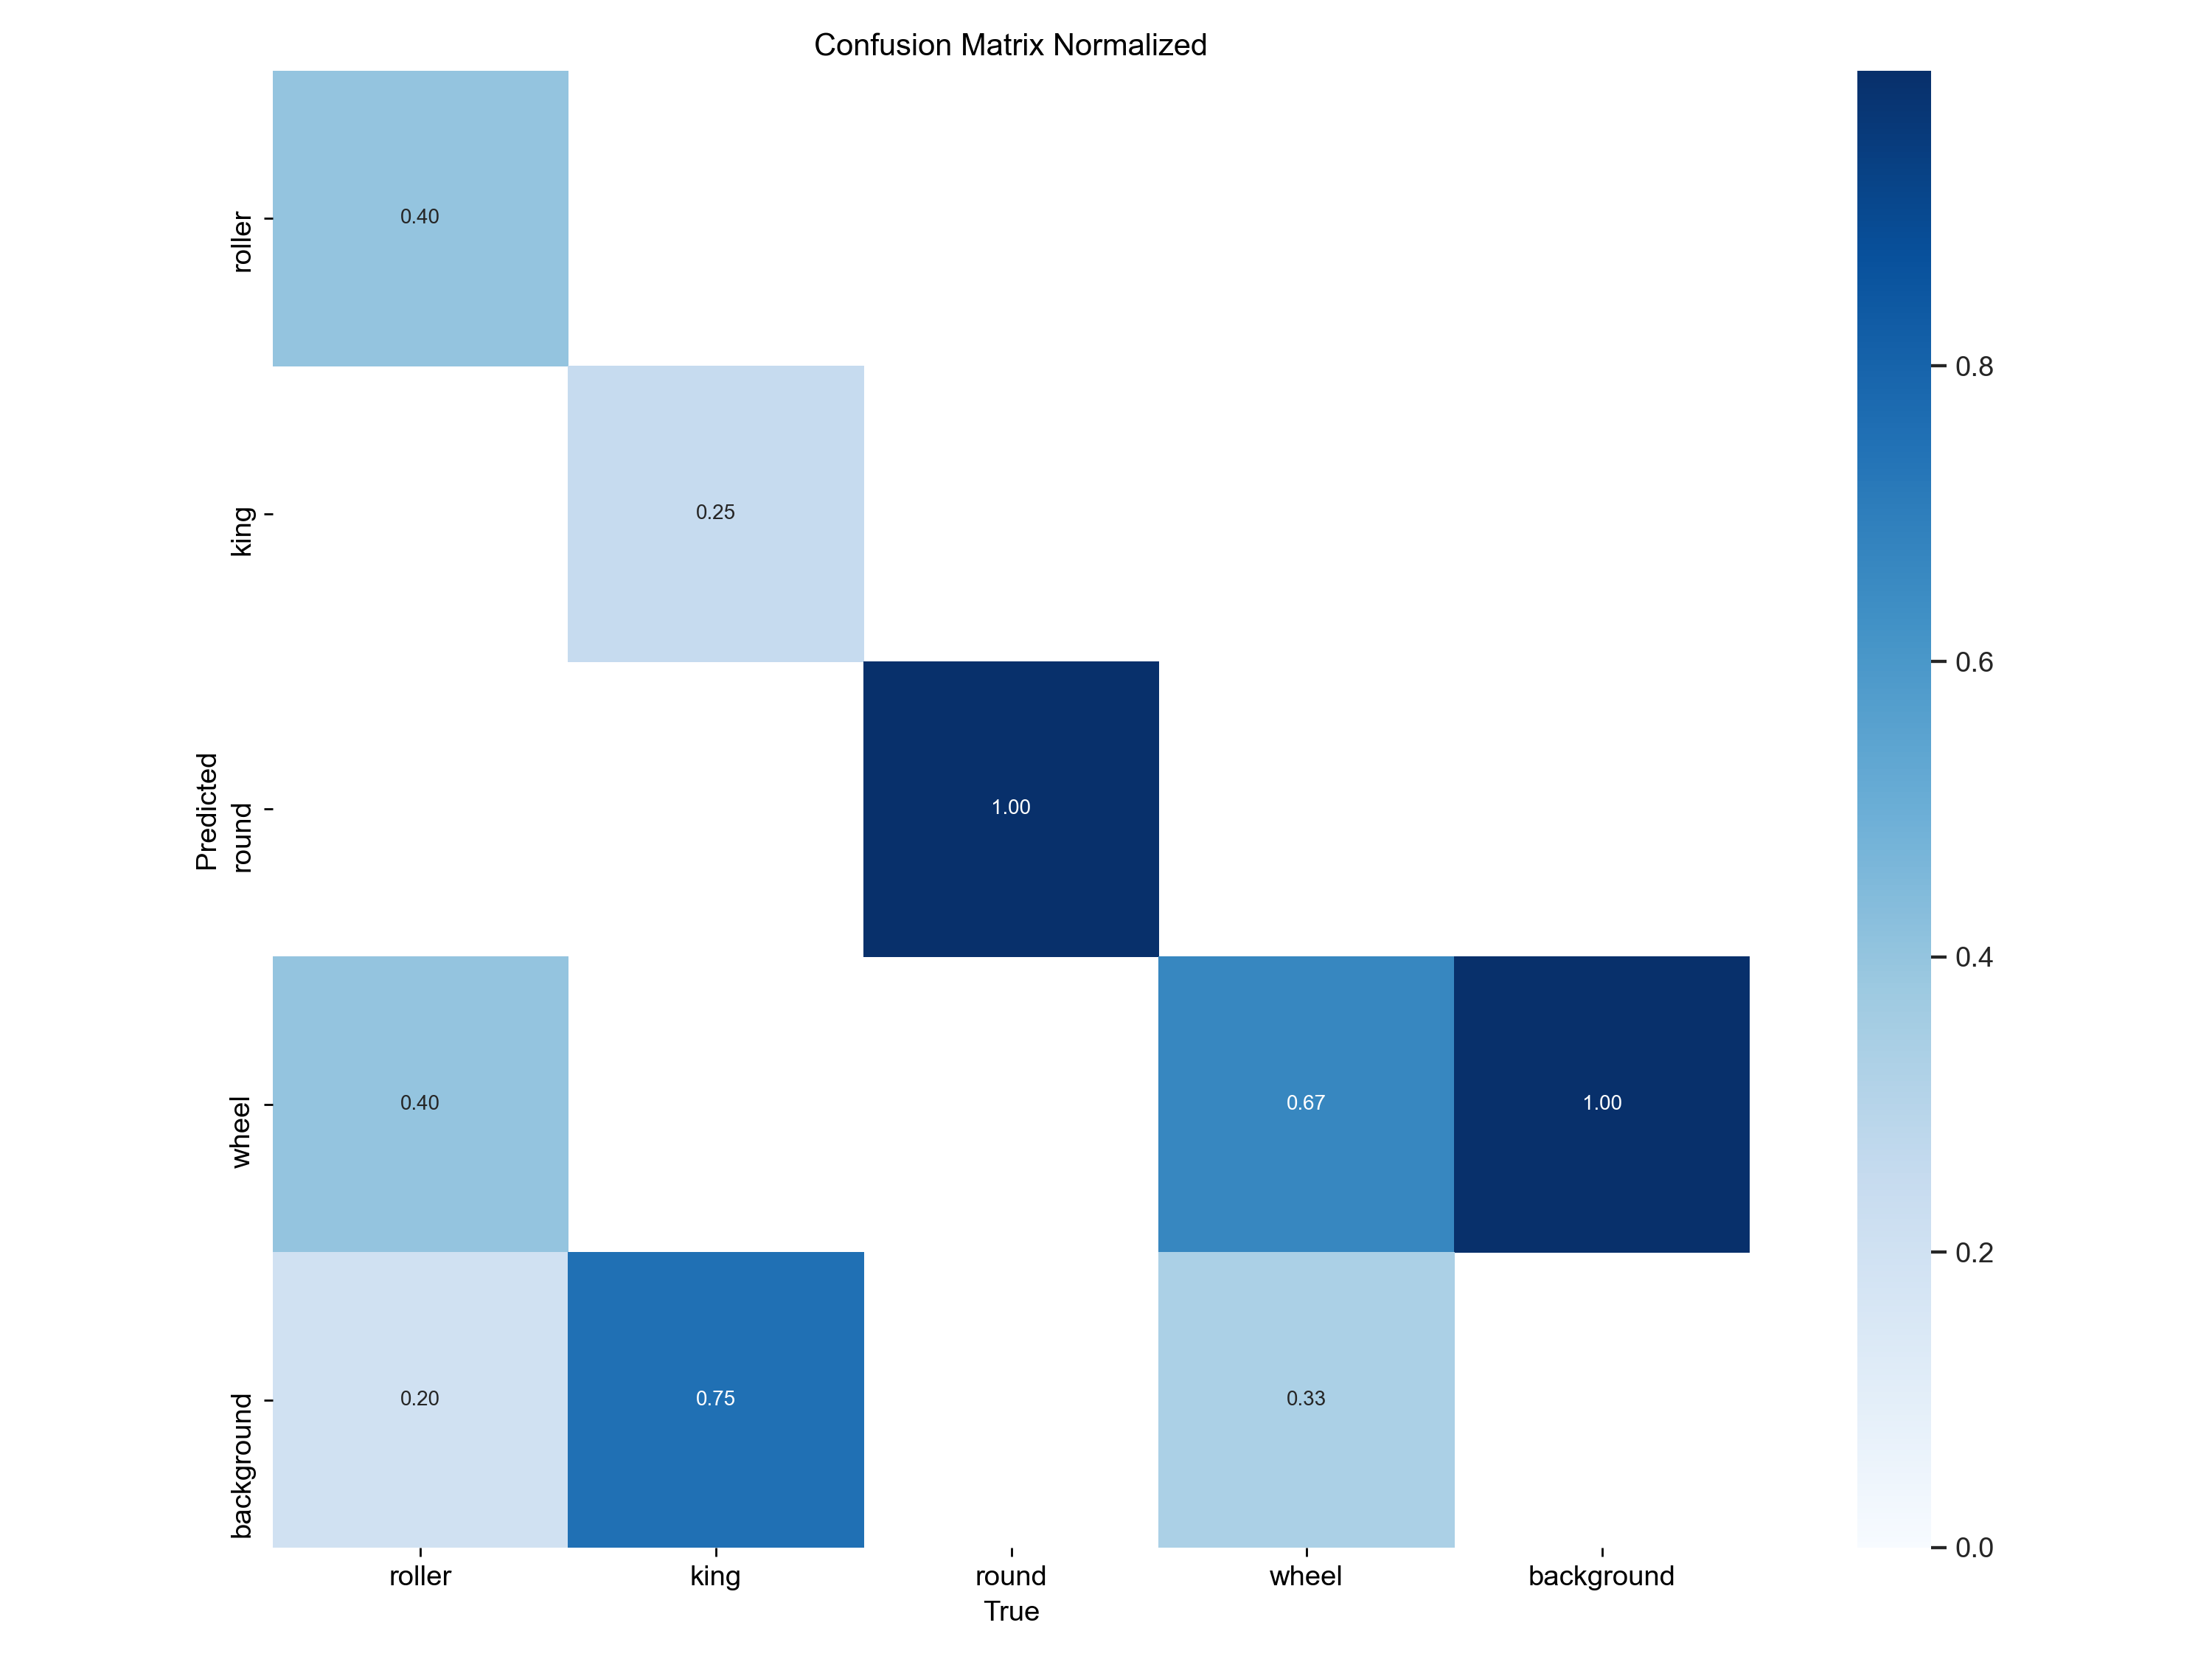 Confusion Matrix Normalized
roller
0.40
king
0.25
Predicted
round
1.00
wheel
0.40
0.67
1.00
background
0.20
0.75
0.33
roller
king
round
wheel
background
True
0.8
0.6
0.4
0.2
0.0